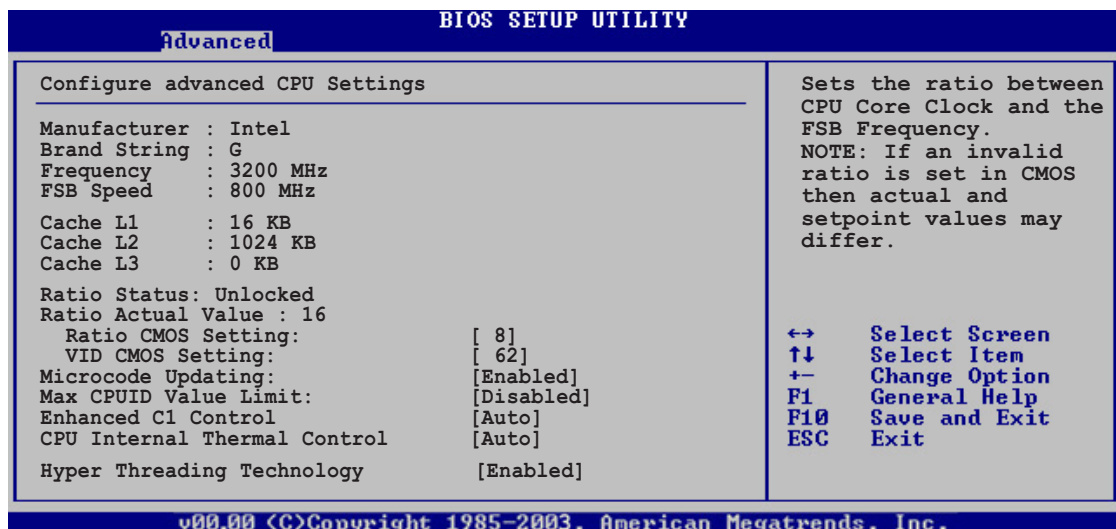 BIOS SETUP UTILITY
Advanced
Configure advanced CPU Settings
Manufacturer : Intel
Brand String : G
Frequency : 3200 MHz
FSB Speed : 800 MHz
Cache L1 : 16 KB
Cache L2 : 1024 KB
Cache L3 : 0 KB
Ratio Status: Unlocked
Ratio Actual Value : 16
Ratio CMOS Setting: [ 8]
VID CMOS Setting: [ 62]
Microcode Updating: [Enabled]
Max CPUID Value Limit: [Disabled]
Enhanced C1 Control [Auto]
CPU Internal Thermal Control [Auto]
Hyper Threading Technology [Enabled]
Sets the ratio between
CPU Core Clock and the
FSB Frequency.
NOTE: If an invalid
ratio is set in CMOS
then actual and
setpoint values may
differ.
←→ Select Screen
↑↓ Select Item
+- Change Option
F1 General Help
F10 Save and Exit
ESC Exit
v00.00 (C)Copyright 1985-2003, American Megatrends, Inc.